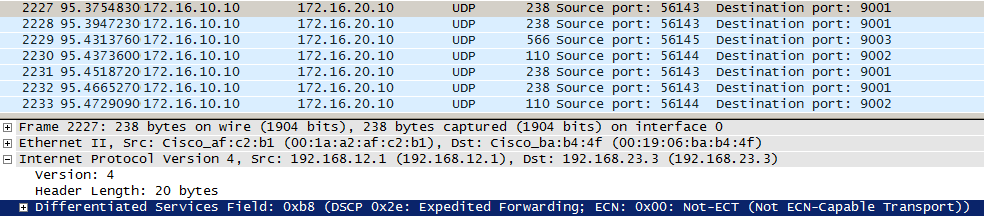 2227 95.3754830 172.16.10.10 172.16.20.10 UDP 238 Source port: 56143 Destination port: 9001
2228 95.3947230 172.16.10.10 172.16.20.10 UDP 238 Source port: 56143 Destination port: 9001
2229 95.4313760 172.16.10.10 172.16.20.10 UDP 566 Source port: 56145 Destination port: 9003
2230 95.4373600 172.16.10.10 172.16.20.10 UDP 110 Source port: 56144 Destination port: 9002
2231 95.4518720 172.16.10.10 172.16.20.10 UDP 238 Source port: 56143 Destination port: 9001
2232 95.4665270 172.16.10.10 172.16.20.10 UDP 238 Source port: 56143 Destination port: 9001
2233 95.4729090 172.16.10.10 172.16.20.10 UDP 110 Source port: 56144 Destination port: 9002
Frame 2227: 238 bytes on wire (1904 bits), 238 bytes captured (1904 bits) on interface 0
Ethernet II, Src: Cisco_af:c2:b1 (00:1a:a2:af:c2:b1), Dst: Cisco_ba:b4:4f (00:19:06:ba:b4:4f)
Internet Protocol Version 4, Src: 192.168.12.1 (192.168.12.1), Dst: 192.168.23.3 (192.168.23.3)
Version: 4
Header Length: 20 bytes
Differentiated Services Field: 0xb8 (DSCP 0x2e: Expedited Forwarding; ECN: 0x00: Not-ECT (Not ECN-Capable Transport))